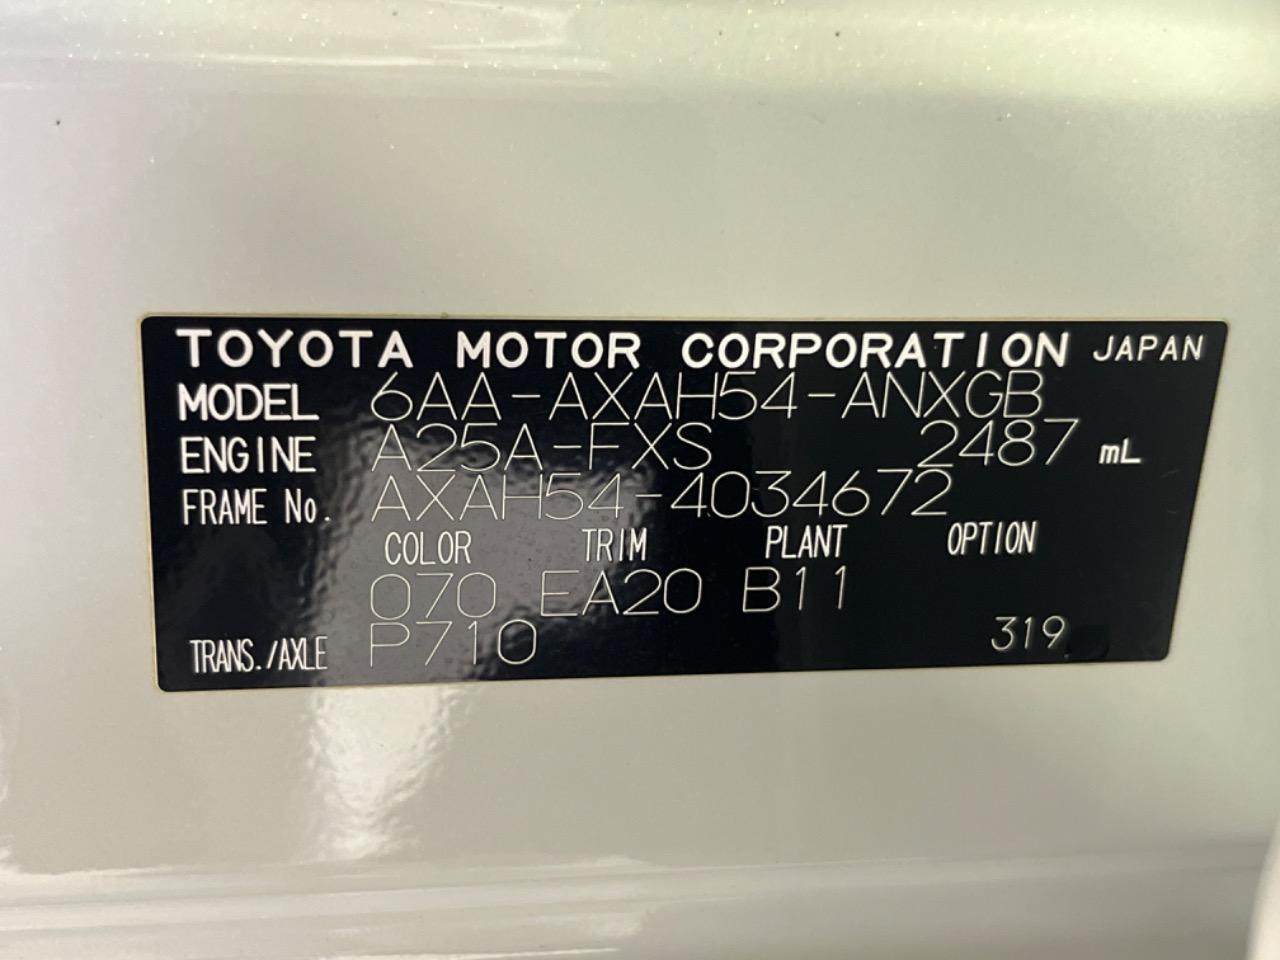 TOYOTA MOTOR CORPORATION JAPAN
MODEL 6AA-AXAH54-ANXGB
ENGINE A25A-FXS 2487 mL
FRAME No. AXAH54-4034672
COLOR TRIM PLANT OPTION
070 EA20 B11
TRANS./AXLE P710 319